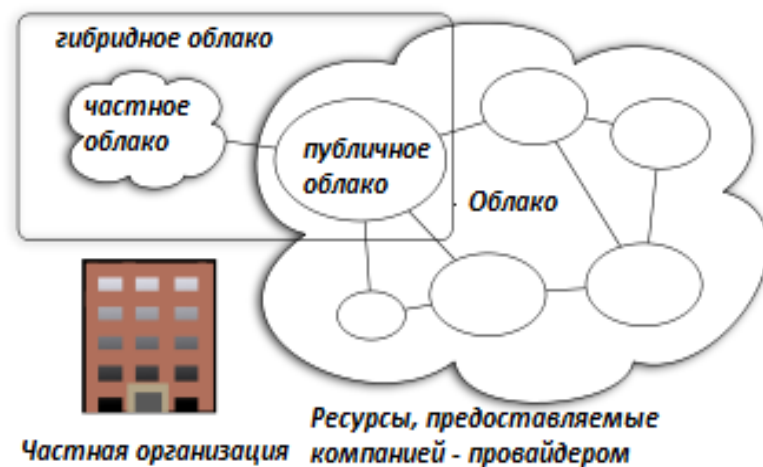 гибридное облако
частное
облако
публичное
облако
Облако
Частная организация
Ресурсы, предоставляемые
компанией - провайдером